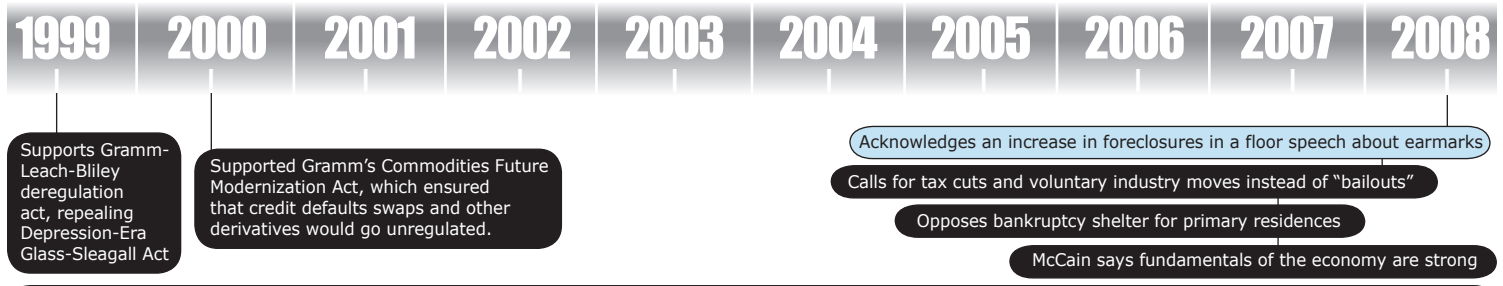 1999 2000 2001 2002 2003 2004 2005 2006 2007 2008
Supports Gramm-
Leach-Bliley
deregulation
act, repealing
Depression-Era
Glass-Sleagall Act
Supported Gramm's Commodities Future
Modernization Act, which ensured
that credit defaults swaps and other
derivatives would go unregulated.
Acknowledges an increase in foreclosures in a floor speech about earmarks
Calls for tax cuts and voluntary industry moves instead of “bailouts”
Opposes bankruptcy shelter for primary residences
McCain says fundamentals of the economy are strong